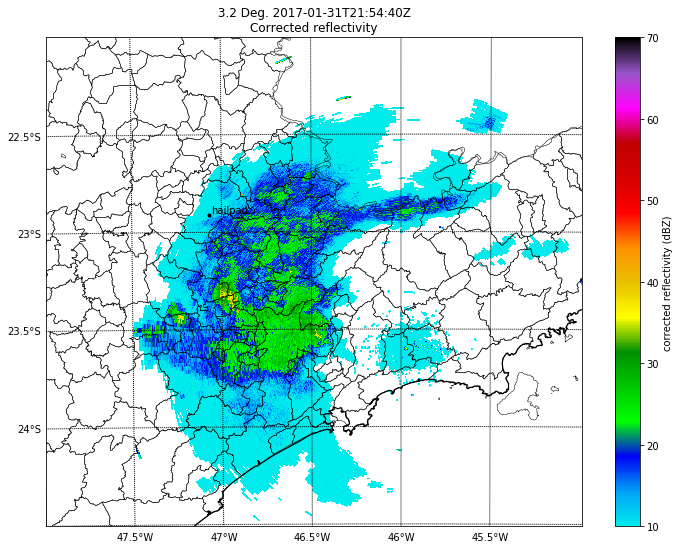 3.2 Deg. 2017-01-31T21:54:40Z
Corrected reflectivity
22.5°S
23°S
23.5°S
24°S
47.5°W
47°W
46.5°W
46°W
45.5°W
hailpad
70
60
50
40
30
20
10
corrected reflectivity (dBZ)